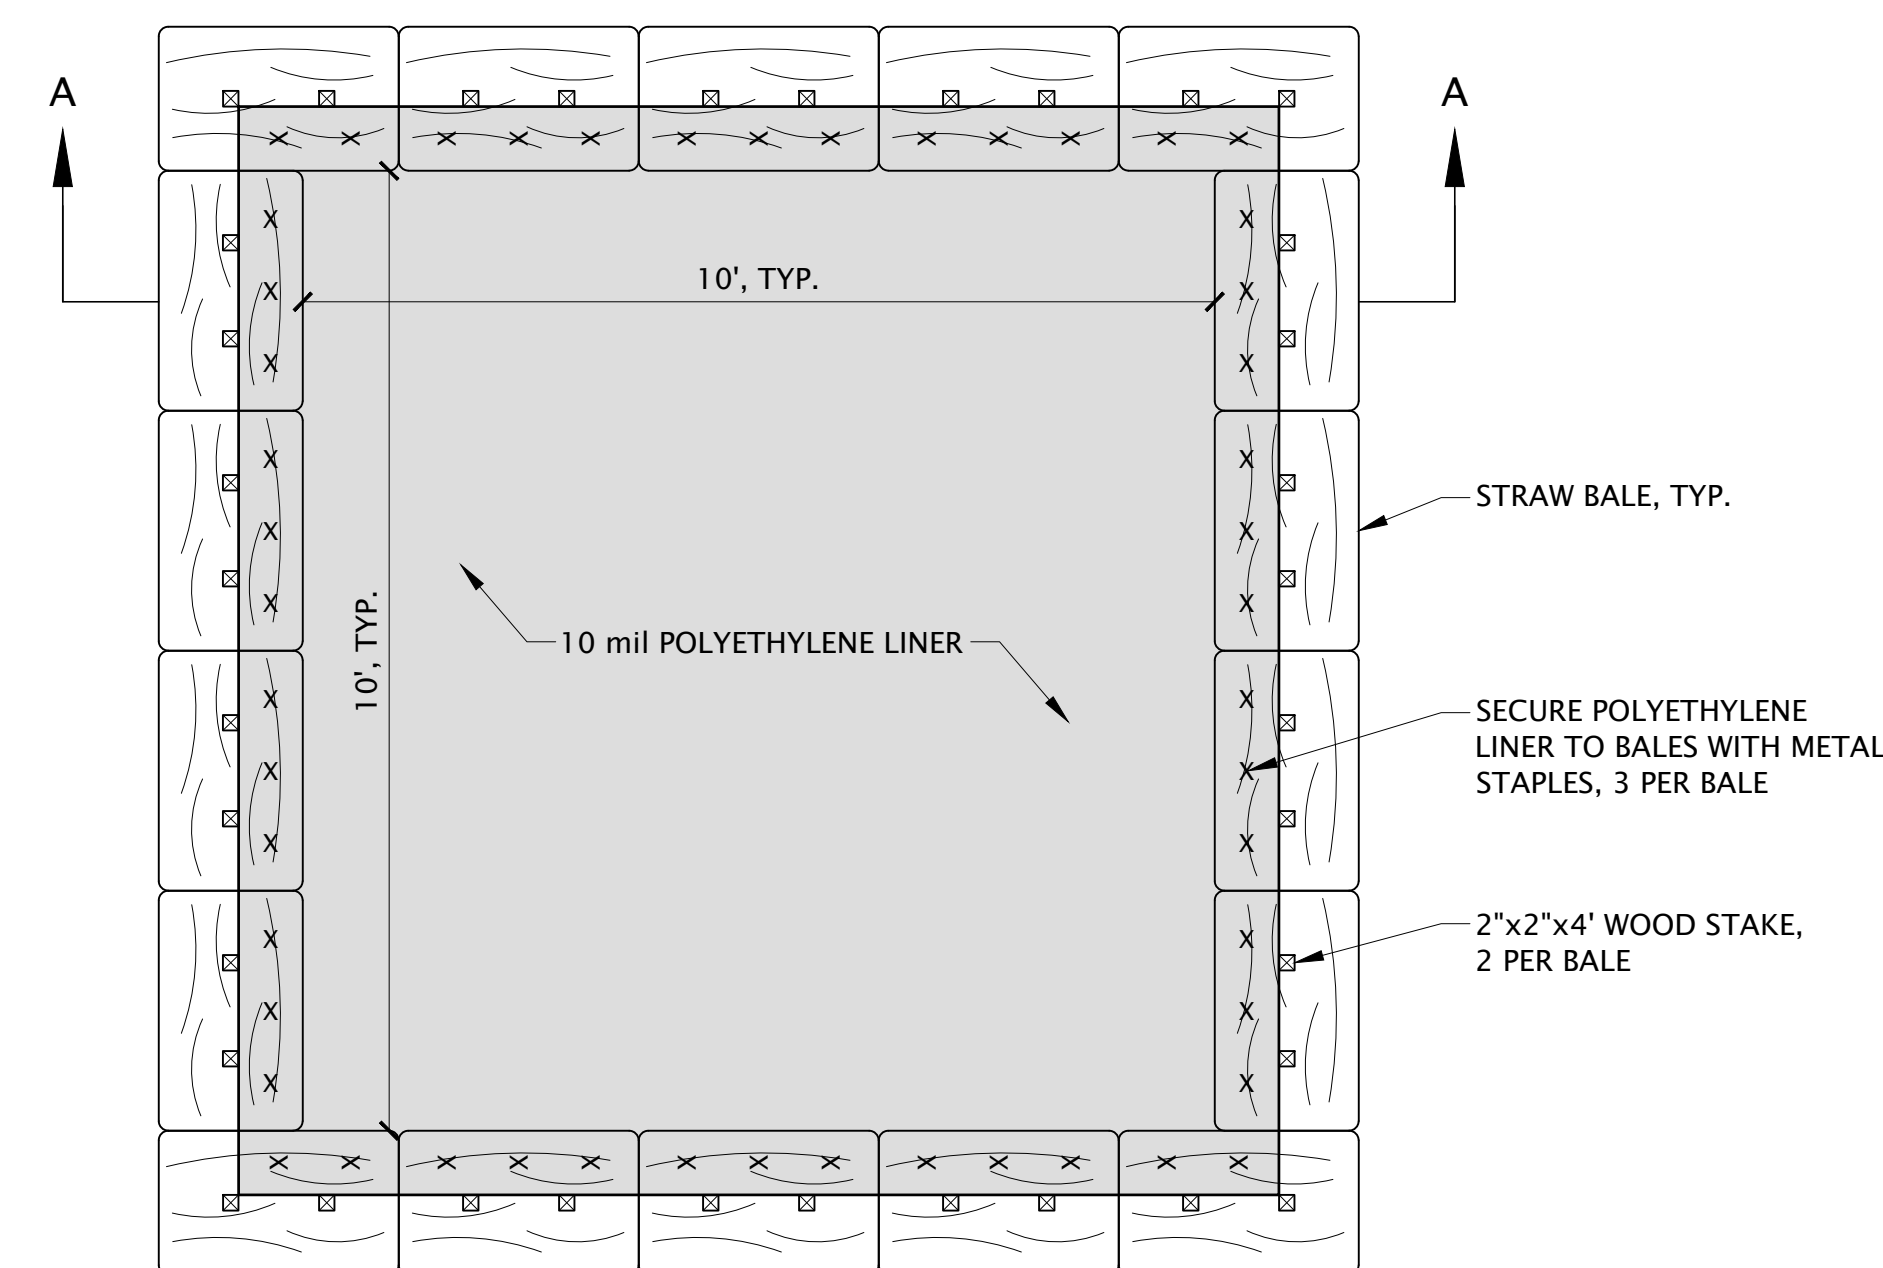 A
A
10', TYP.
10', TYP.
10 mil POLYETHYLENE LINER
STRAW BALE, TYP.
SECURE POLYETHYLENE
LINER TO BALES WITH METAL
STAPLES, 3 PER BALE
2"x2"x4' WOOD STAKE,
2 PER BALE